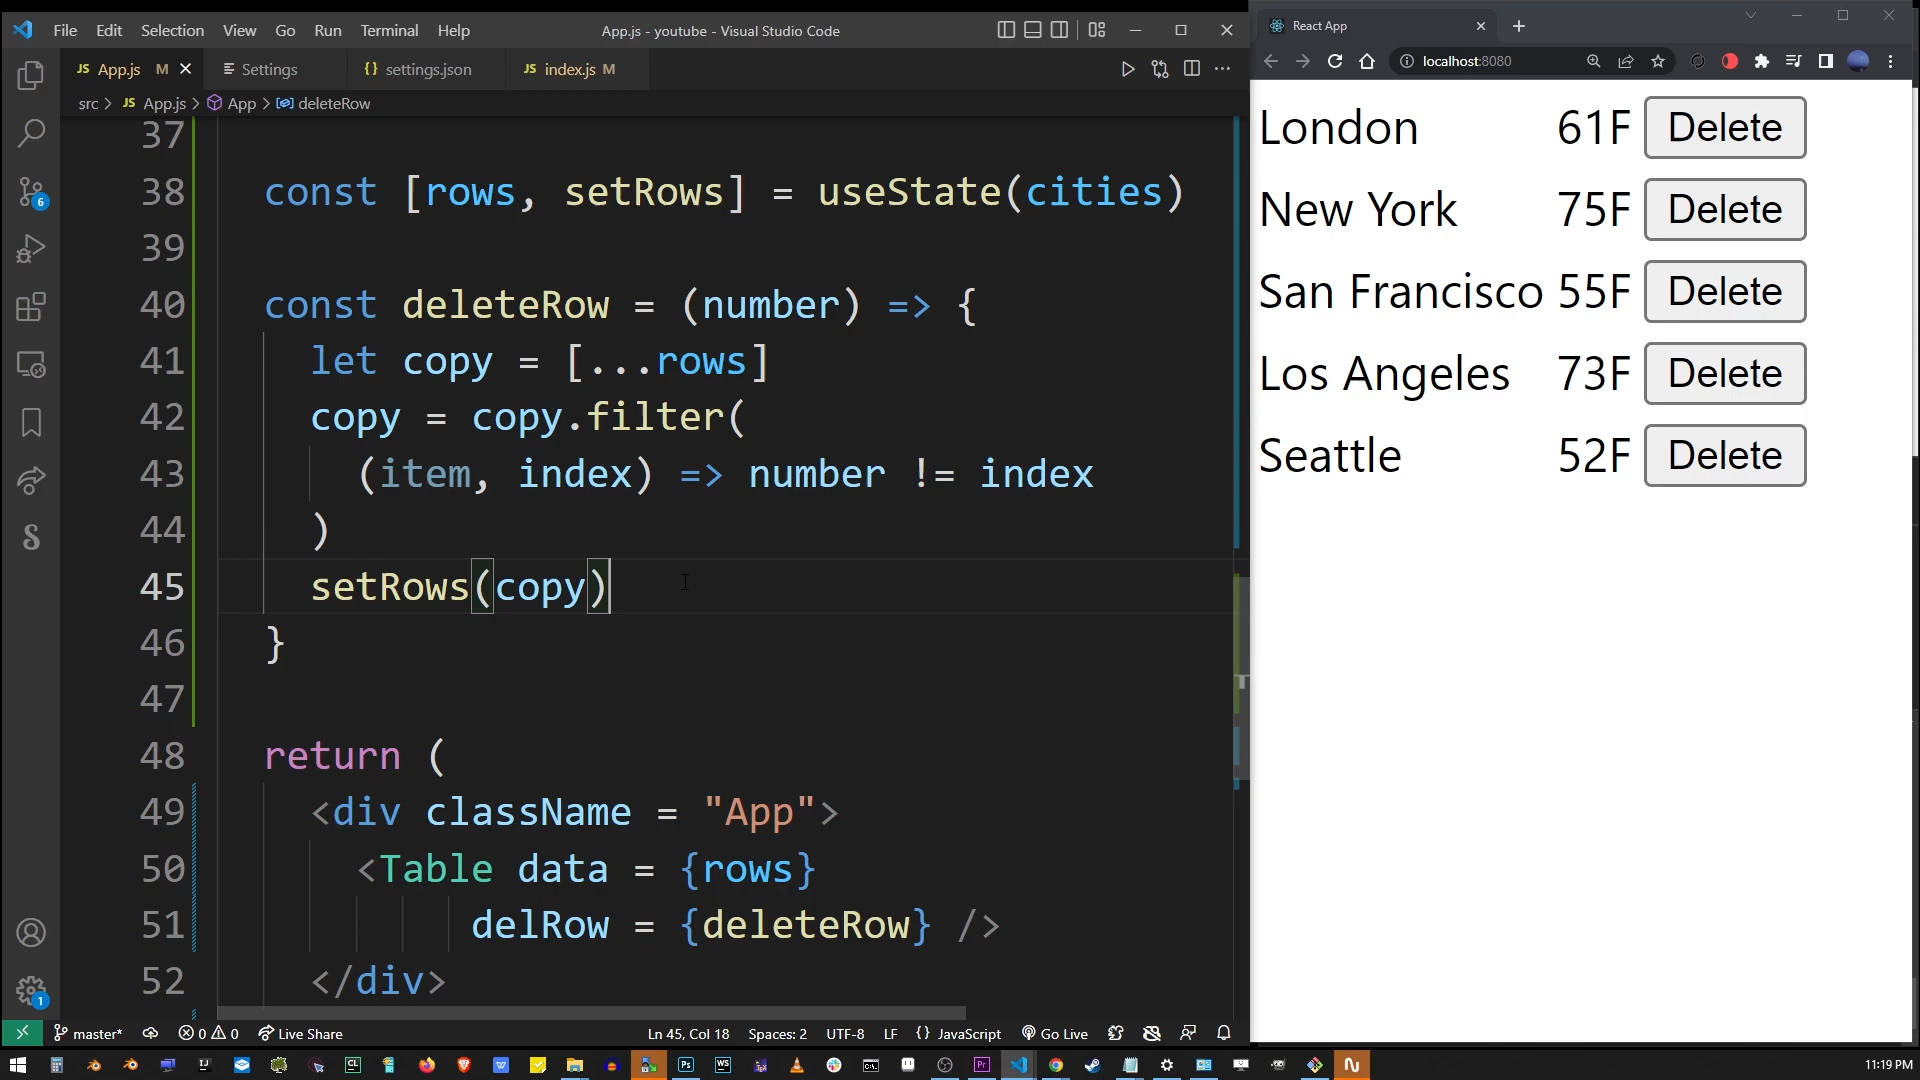 File Edit Selection View Go Run Terminal Help
App.js - youtube - Visual Studio Code
JS App.js M
Settings
{} settings.json
JS index.js M
src > JS App.js > App > deleteRow
37
38 const [rows, setRows] = useState(cities)
39
40 const deleteRow = (number) => {
41 let copy = [...rows]
42 copy = copy.filter(
43 (item, index) => number != index
44 )
45 setRows(copy)
46 }
47
48 return (
49 <div className = "App">
50 <Table data = {rows}
51 delRow = {deleteRow} />
52 </div>
6
1
master* 0 0 Live Share
Ln 45, Col 18 Spaces: 2 UTF-8 LF {} JavaScript Go Live
React App
localhost:8080
London 61F Delete
New York 75F Delete
San Francisco 55F Delete
Los Angeles 73F Delete
Seattle 52F Delete
11:19 PM